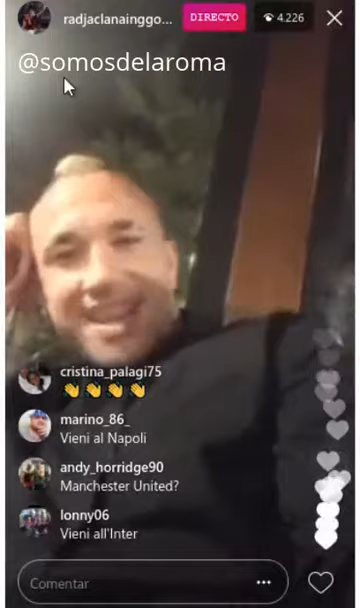 radjaclanainggo...
DIRECTO
4.226
@somosdelaroma
cristina_palagi75
👏👏👏👏
marino_86_
Vieni al Napoli
andy_horridge90
Manchester United?
lonny06
Vieni all'Inter
Comentar